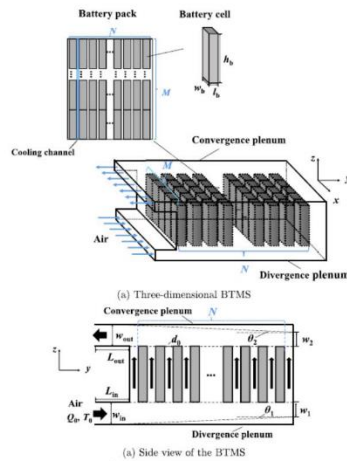 Battery pack
Battery cell
N
h_b
w_b
l_b
M
Cooling channel
Convergence plenum
z
y
x
M
Air
N
Divergence plenum
(a) Three-dimensional BTMS
Convergence plenum
N
w_out
d_0
θ_2
w_2
z
y
L_out
L_in
Air
Q_0, T_0
w_in
θ_1
w_1
Divergence plenum
(a) Side view of the BTMS